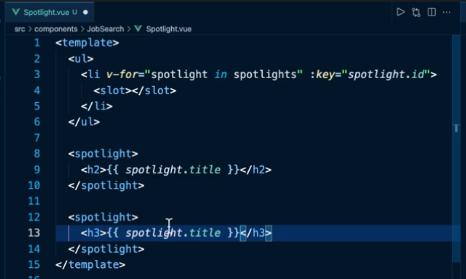 Spotlight.vue U
src > components > JobSearch > Spotlight.vue
1 <template>
2 <ul>
3 <li v-for="spotlight in spotlights" :key="spotlight.id">
4 <slot></slot>
5 </li>
6 </ul>
7
8 <spotlight>
9 <h2>{{ spotlight.title }}</h2>
10 </spotlight>
11
12 <spotlight>
13 <h3>{{ spotlight.title }}</h3>
14 </spotlight>
15 </template>